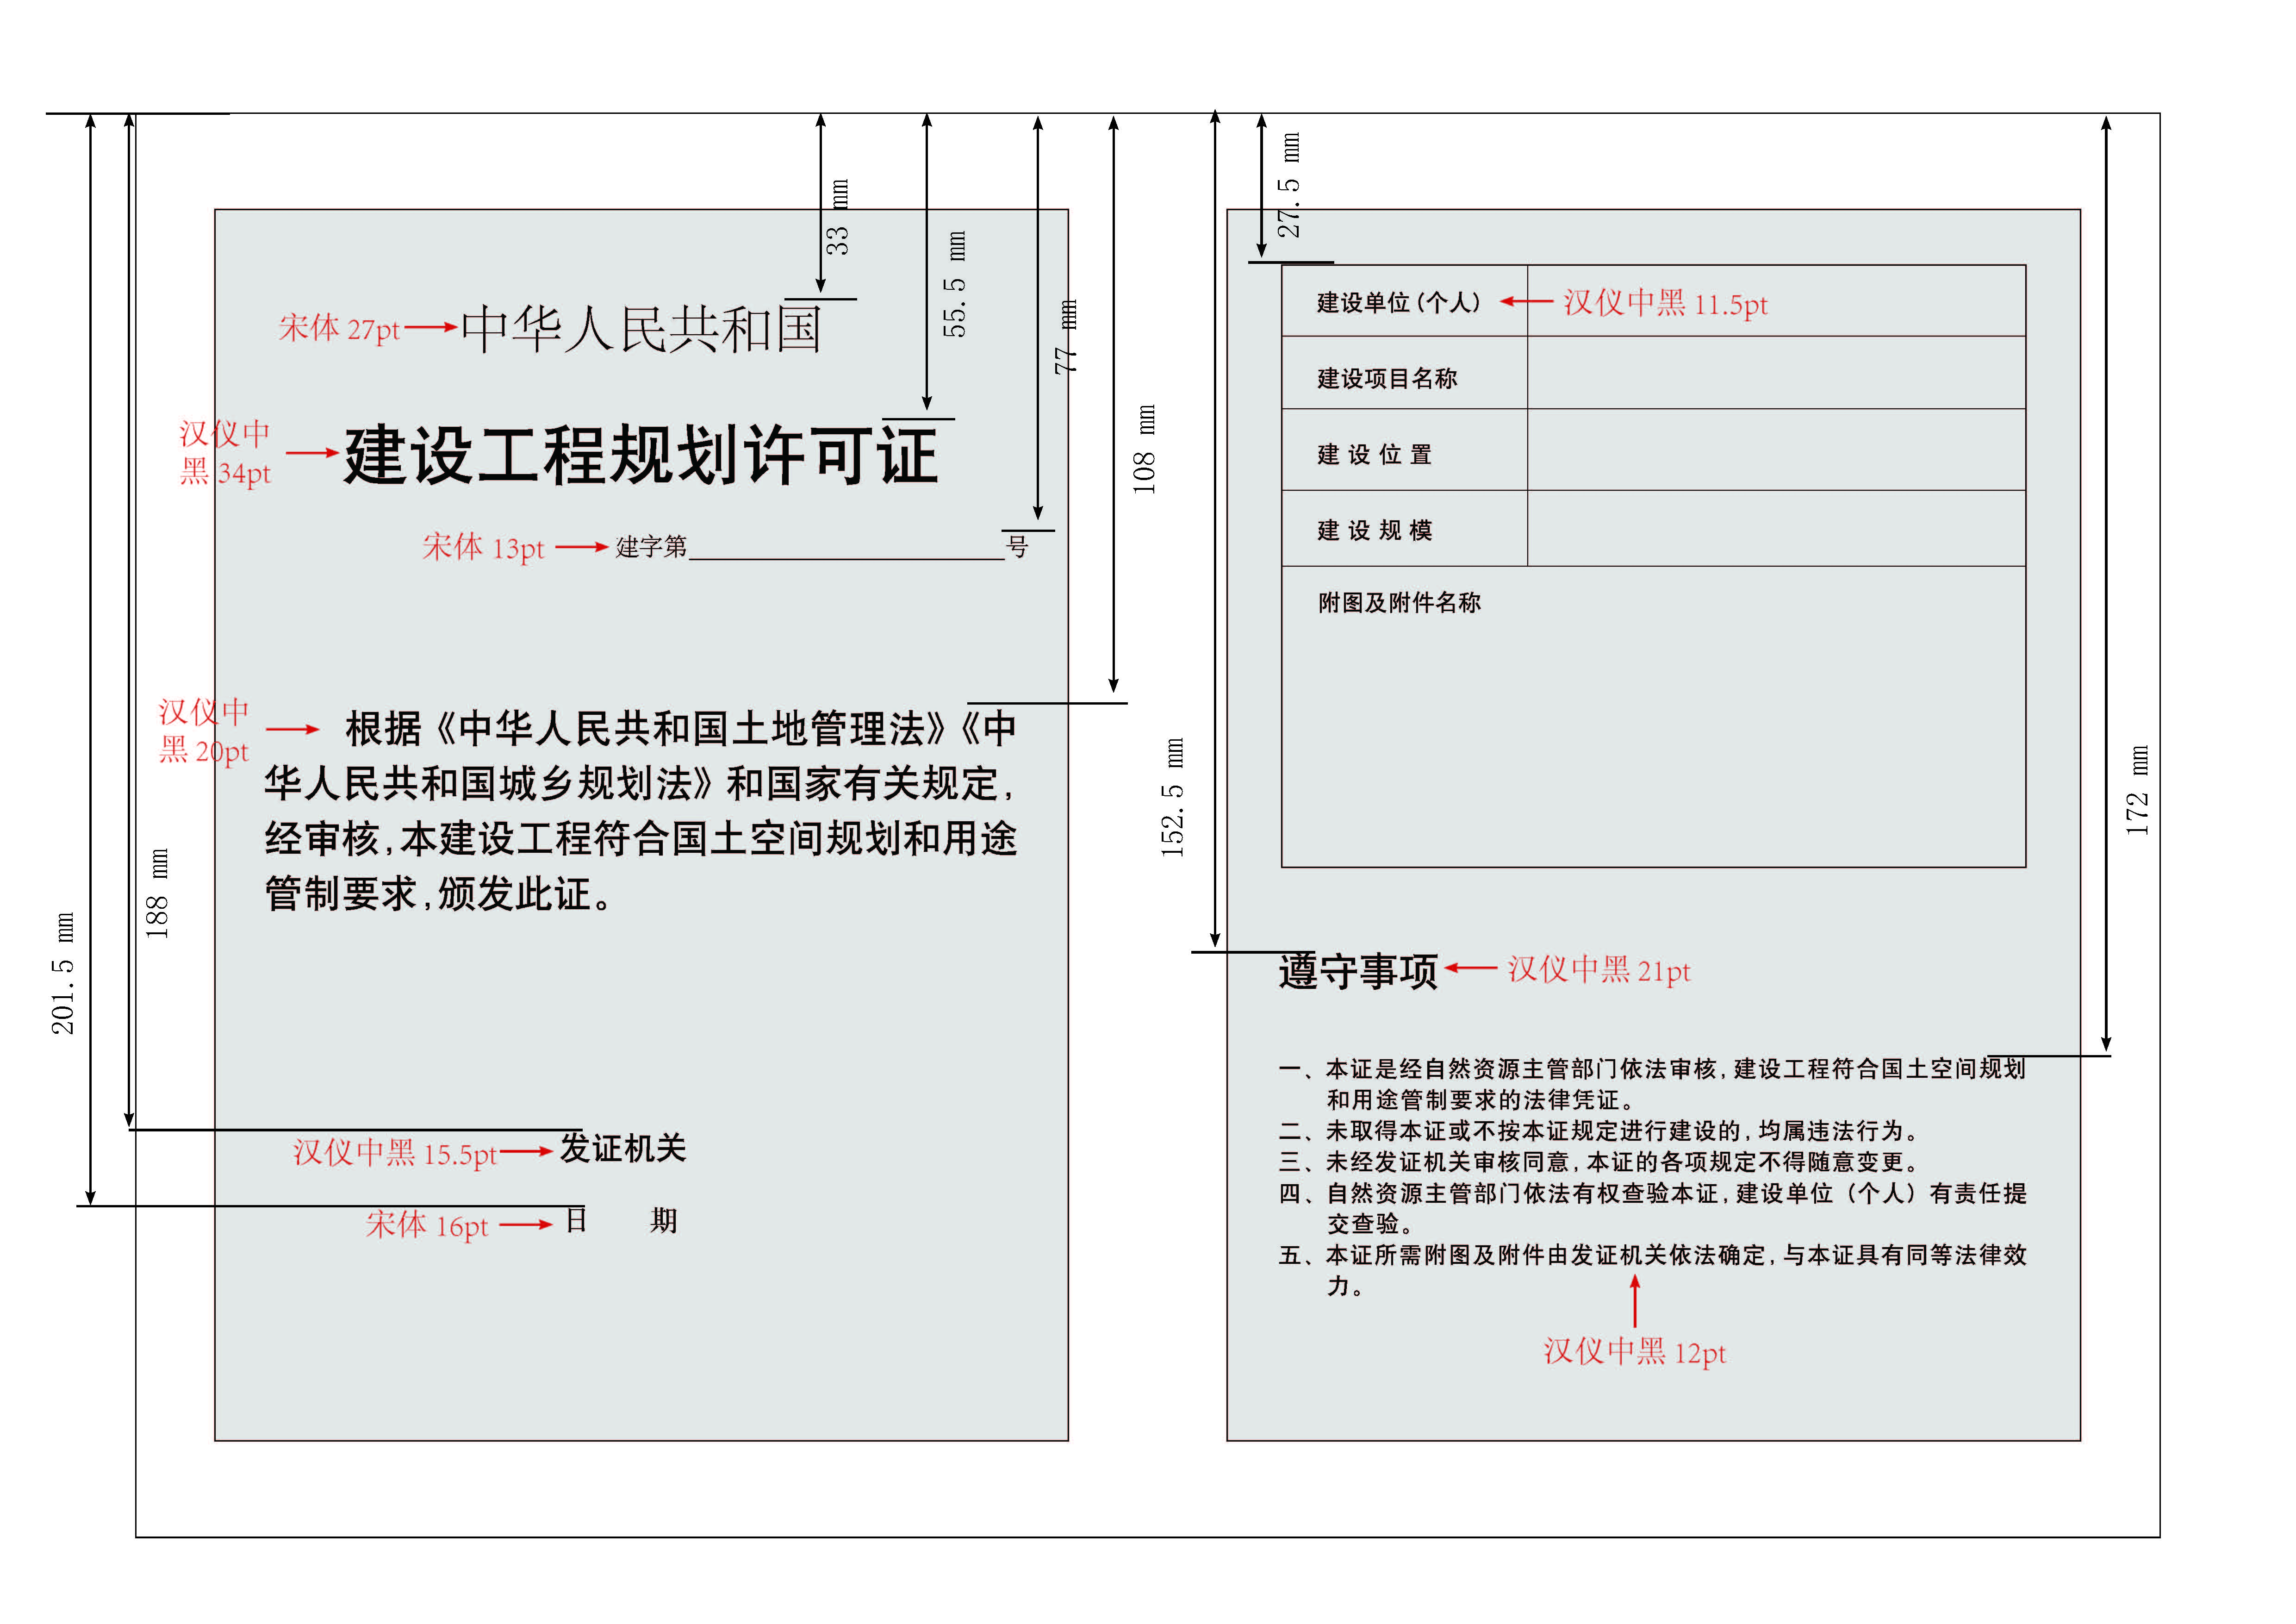 33 mm
55.5 mm
77 mm
108 mm
188 mm
201.5 mm
宋体 27pt
中华人民共和国
汉仪中
黑 34pt
建设工程规划许可证
宋体 13pt
建字第
号
汉仪中
黑 20pt
根据《中华人民共和国土地管理法》《中
华人民共和国城乡规划法》和国家有关规定,
经审核,本建设工程符合国土空间规划和用途
管制要求,颁发此证。
汉仪中黑 15.5pt
发证机关
宋体 16pt
日 期
27.5 mm
152.5 mm
172 mm
建设单位(个人)
汉仪中黑 11.5pt
建设项目名称
建设位置
建设规模
附图及附件名称
遵守事项
汉仪中黑 21pt
一、本证是经自然资源主管部门依法审核,建设工程符合国土空间规划
和用途管制要求的法律凭证。
二、未取得本证或不按本证规定进行建设的,均属违法行为。
三、未经发证机关审核同意,本证的各项规定不得随意变更。
四、自然资源主管部门依法有权查验本证,建设单位(个人)有责任提
交查验。
五、本证所需附图及附件由发证机关依法确定,与本证具有同等法律效
力。
汉仪中黑 12pt